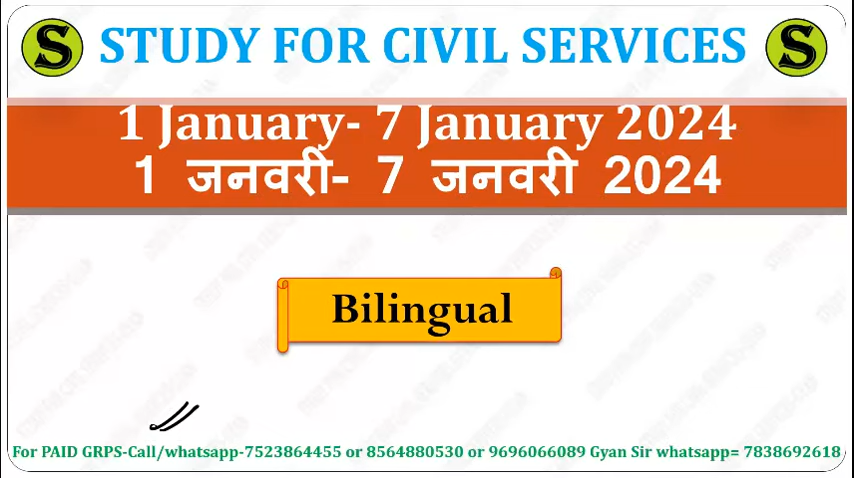 S STUDY FOR CIVIL SERVICES S
1 January- 7 January 2024
1 जनवरी- 7 जनवरी 2024
Bilingual
For PAID GRPS-Call/whatsapp-7523864455 or 8564880530 or 9696066089 Gyan Sir whatsapp= 7838692618